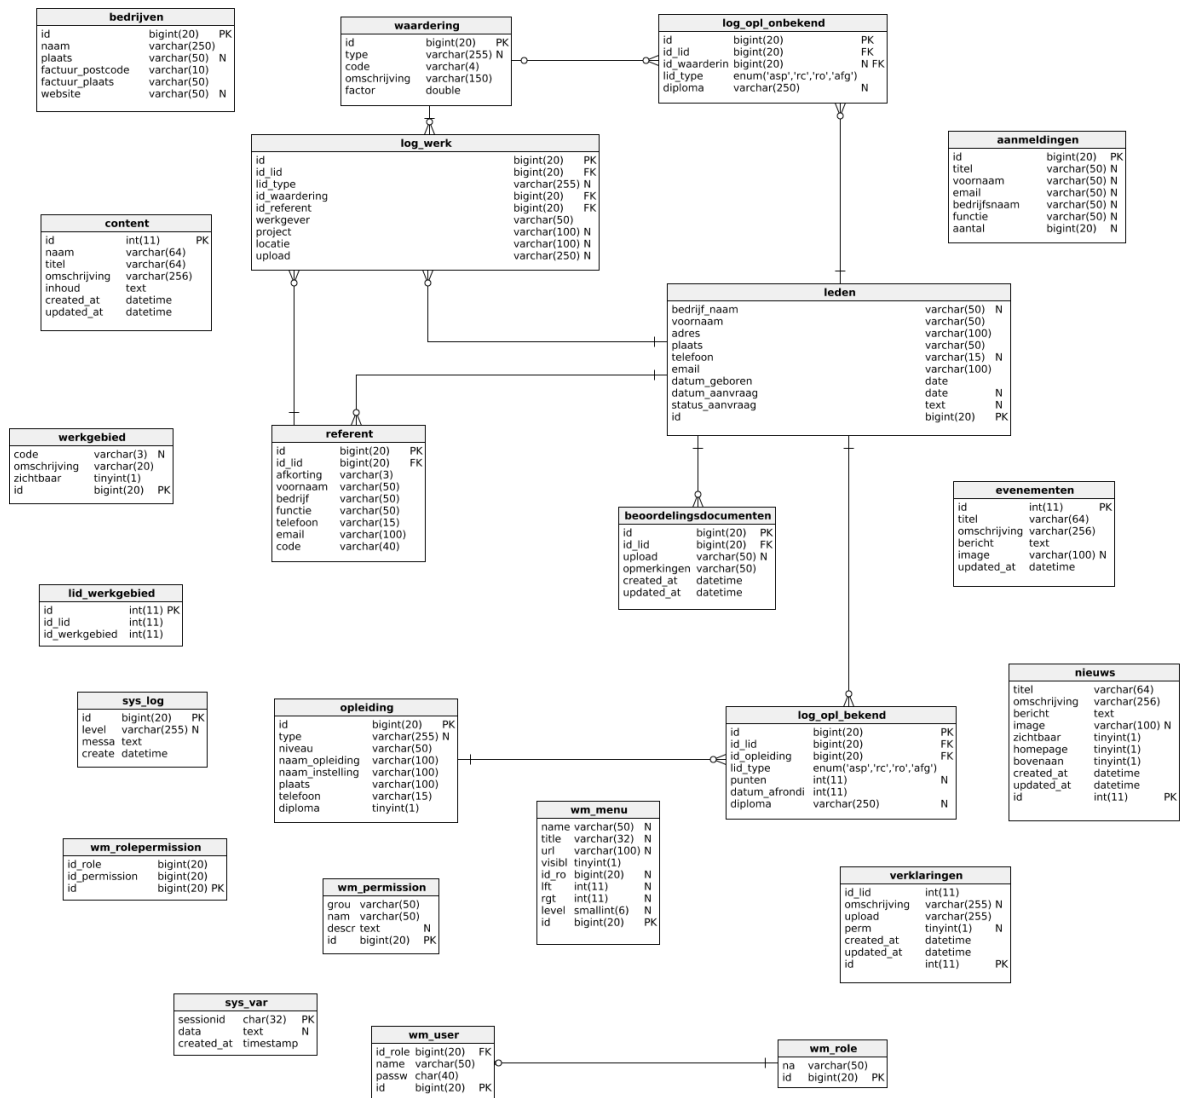 bedrijven
id bigint(20) PK
naam varchar(250)
plaats varchar(50) N
factuur_postcode varchar(10)
factuur_plaats varchar(50)
website varchar(50) N
waardering
id bigint(20) PK
type varchar(255) N
code varchar(4)
omschrijving varchar(150)
factor double
log_opl_onbekend
id bigint(20) PK
id_lid bigint(20) FK
id_waarderin bigint(20) N FK
lid_type enum('asp','rc','ro','afg')
diploma varchar(250) N
log_werk
id bigint(20) PK
id_lid bigint(20) FK
lid_type varchar(255) N
id_waardering bigint(20) FK
id_referent bigint(20) FK
werkgever varchar(50)
project varchar(100) N
locatie varchar(100) N
upload varchar(250) N
aanmeldingen
id bigint(20) PK
titel varchar(50) N
voornaam varchar(50) N
email varchar(50) N
bedrijfsnaam varchar(50) N
functie varchar(50) N
aantal bigint(20) N
content
id int(11) PK
naam varchar(64)
titel varchar(64)
omschrijving varchar(256)
inhoud text
created_at datetime
updated_at datetime
leden
bedrijf_naam varchar(50) N
voornaam varchar(50)
adres varchar(100)
plaats varchar(50)
telefoon varchar(15) N
email varchar(100)
datum_geboren date
datum_aanvraag date N
status_aanvraag text N
id bigint(20) PK
werkgebied
code varchar(3) N
omschrijving varchar(20)
zichtbaar tinyint(1)
id bigint(20) PK
referent
id bigint(20) PK
id_lid bigint(20) FK
afkorting varchar(3)
voornaam varchar(50)
bedrijf varchar(50)
functie varchar(50)
telefoon varchar(15)
email varchar(100)
code varchar(40)
beoordelingsdocumenten
id bigint(20) PK
id_lid bigint(20) FK
upload varchar(50) N
opmerkingen varchar(50)
created_at datetime
updated_at datetime
evenementen
id int(11) PK
titel varchar(64)
omschrijving varchar(256)
bericht text
image varchar(100) N
updated_at datetime
lid_werkgebied
id int(11) PK
id_lid int(11)
id_werkgebied int(11)
sys_log
id bigint(20) PK
level varchar(255) N
messa text
create datetime
opleiding
id bigint(20) PK
type varchar(255) N
niveau varchar(50)
naam_opleiding varchar(100)
naam_instelling varchar(100)
plaats varchar(100)
telefoon varchar(15)
diploma tinyint(1)
log_opl_bekend
id bigint(20) PK
id_lid bigint(20) FK
id_opleiding bigint(20) FK
lid_type enum('asp','rc','ro','afg')
punten int(11) N
datum_afrondi int(11)
diploma varchar(250) N
nieuws
titel varchar(64)
omschrijving varchar(256)
bericht text
image varchar(100) N
zichtbaar tinyint(1)
homepage tinyint(1)
bovenaan tinyint(1)
created_at datetime
updated_at datetime
id int(11) PK
wm_menu
name varchar(50) N
title varchar(32) N
url varchar(100) N
visibl tinyint(1)
id_ro bigint(20) N
lft int(11) N
rgt int(11) N
level smallint(6) N
id bigint(20) PK
wm_rolepermission
id_role bigint(20)
id_permission bigint(20)
id bigint(20) PK
wm_permission
grou varchar(50)
nam varchar(50)
descr text N
id bigint(20) PK
verklaringen
id_lid int(11)
omschrijving varchar(255) N
upload varchar(255)
perm tinyint(1) N
created_at datetime
updated_at datetime
id int(11) PK
sys_var
sessionid char(32) PK
data text N
created_at timestamp
wm_user
id_role bigint(20) FK
name varchar(50)
passw char(40)
id bigint(20) PK
wm_role
na varchar(50)
id bigint(20) PK